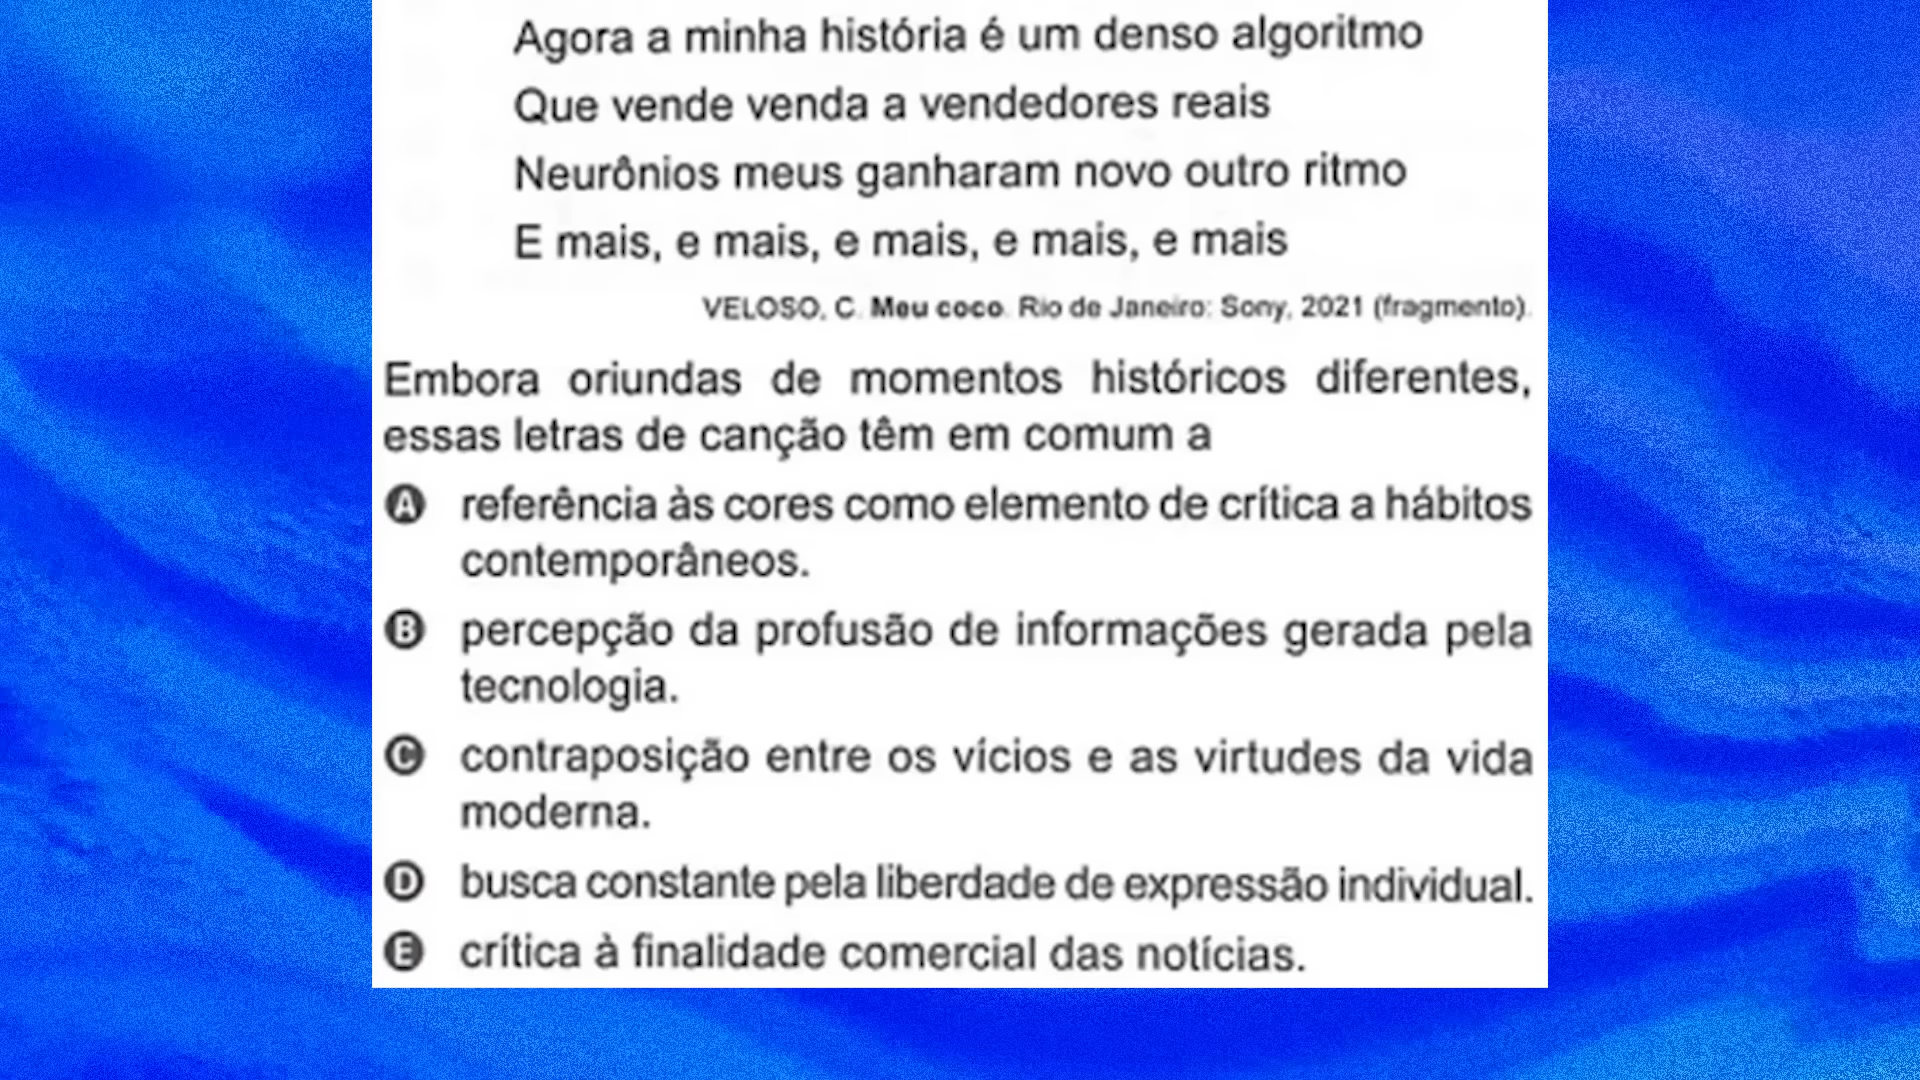 Agora a minha história é um denso algoritmo
Que vende venda a vendedores reais
Neurônios meus ganharam novo outro ritmo
E mais, e mais, e mais, e mais, e mais
VELOSO, C. Meu coco. Rio de Janeiro: Sony, 2021 (fragmento).
Embora oriundas de momentos históricos diferentes,
essas letras de canção têm em comum a
A referência às cores como elemento de crítica a hábitos
contemporâneos.
B percepção da profusão de informações gerada pela
tecnologia.
C contraposição entre os vícios e as virtudes da vida
moderna.
D busca constante pela liberdade de expressão individual.
E crítica à finalidade comercial das notícias.